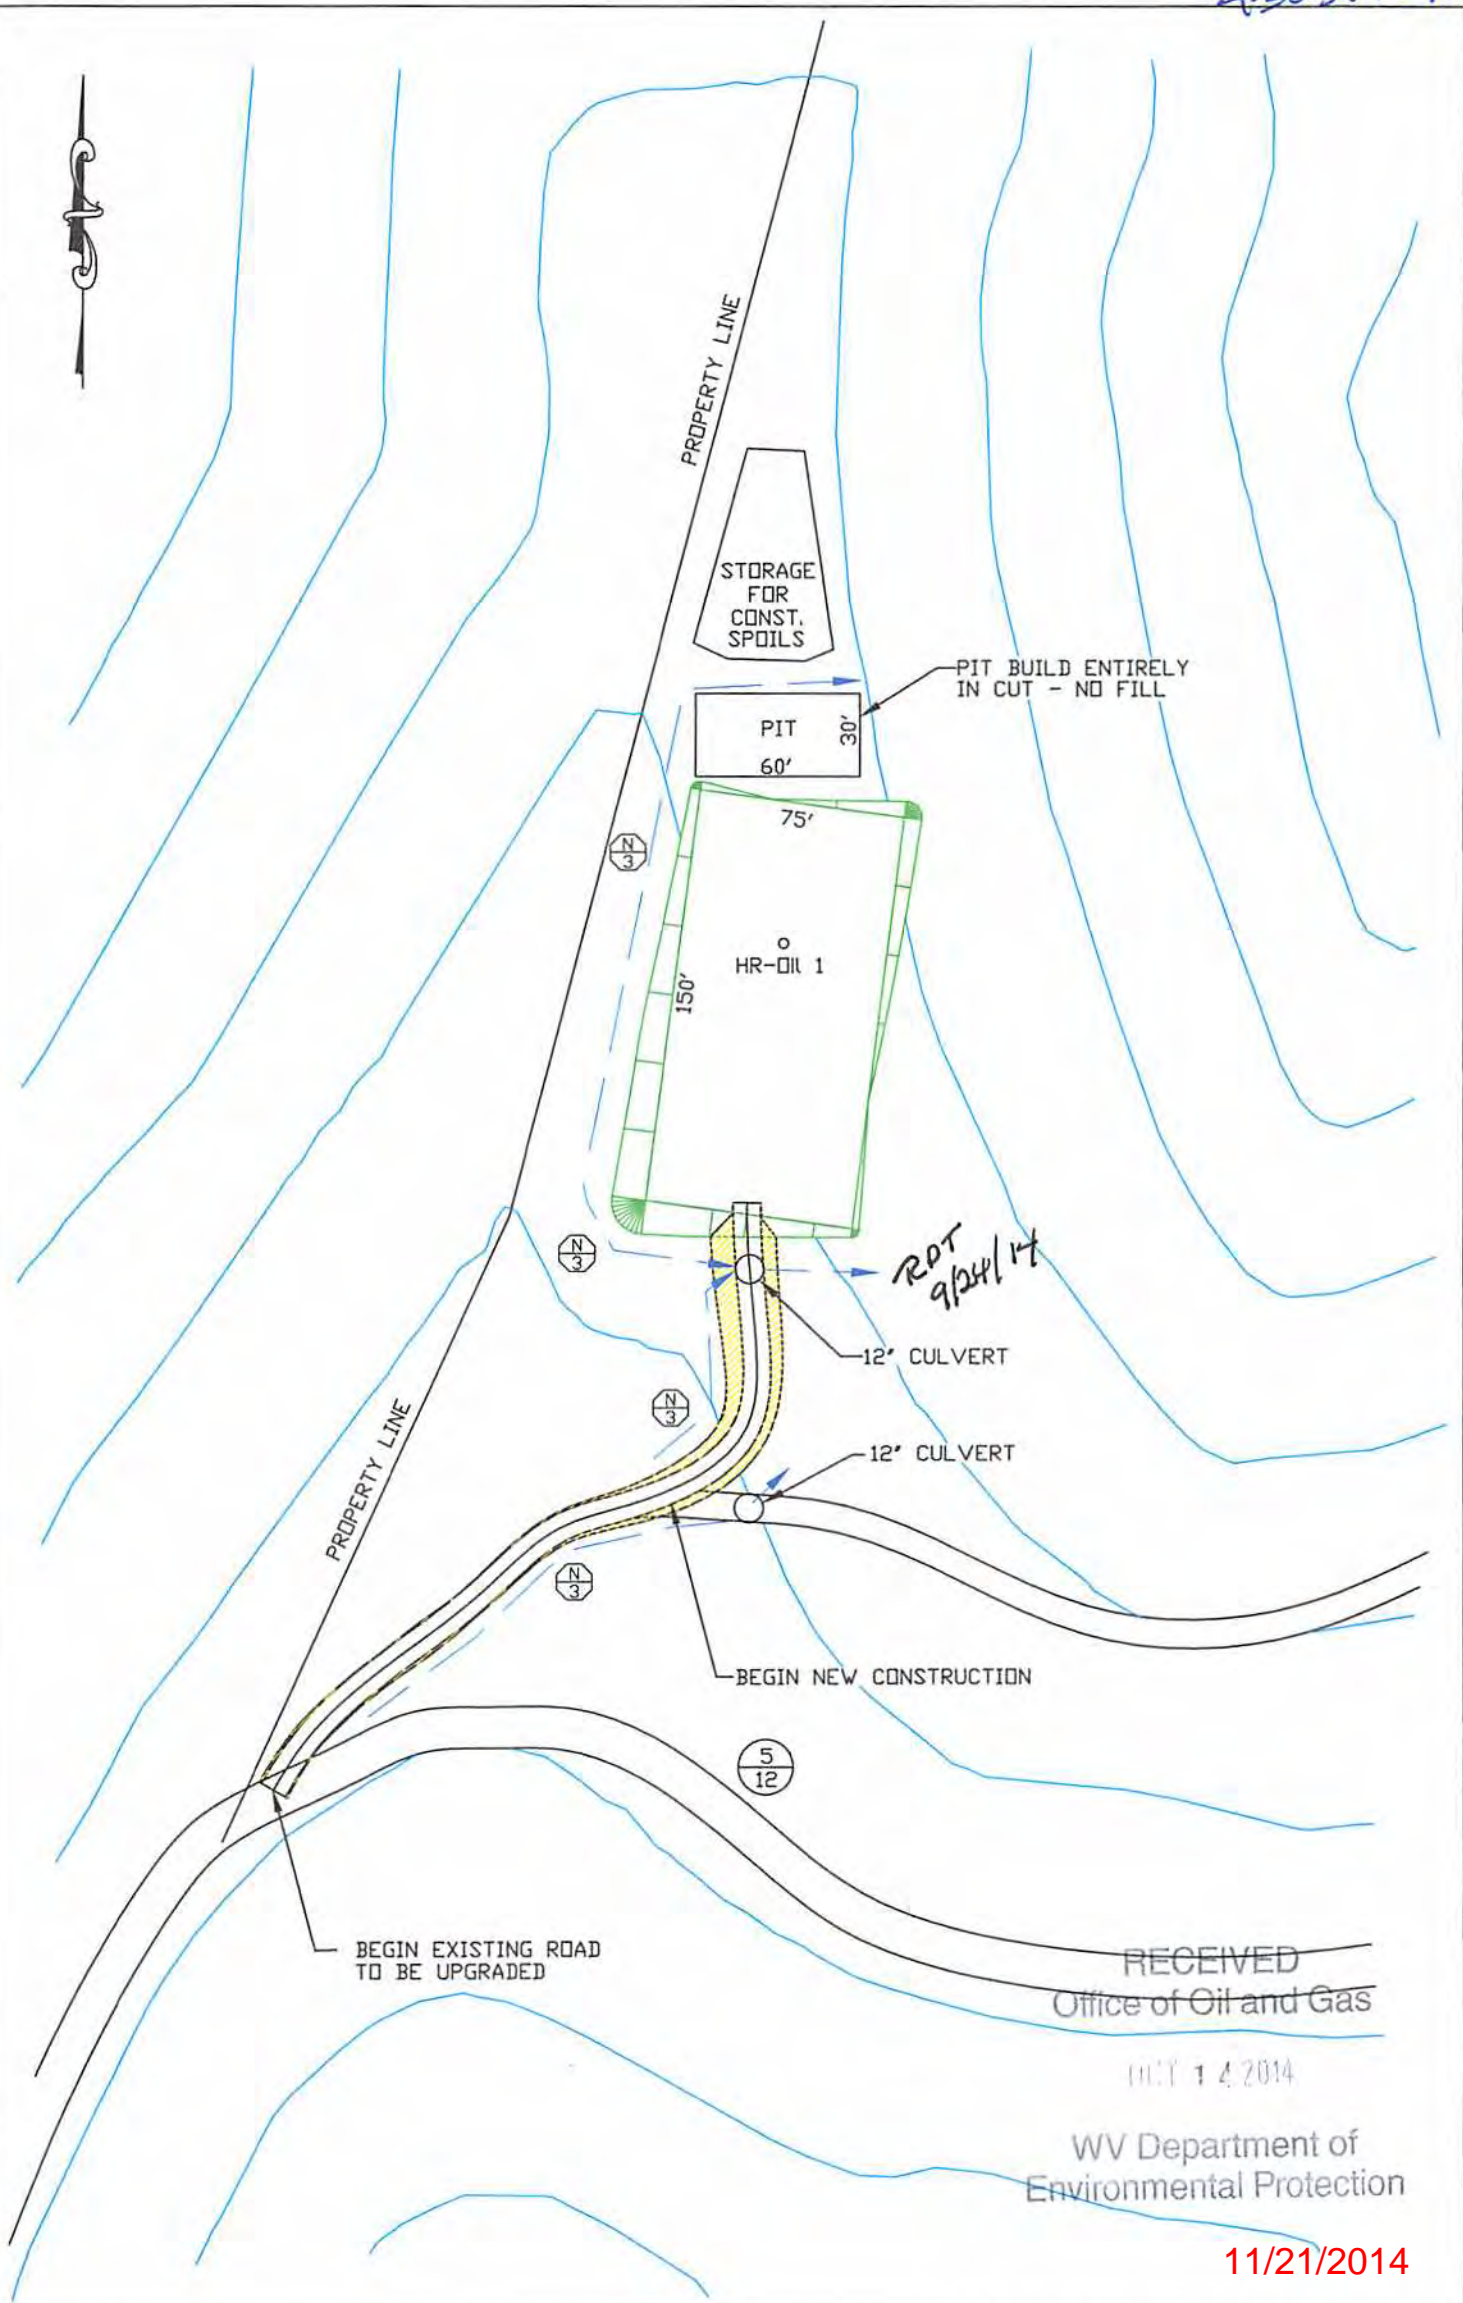 PROPERTY LINE
STORAGE
FOR
CONST.
SPOILS
PIT BUILD ENTIRELY
IN CUT - NO FILL
PIT
30'
60'
75'
N
3
HR-OIL 1
150'
N
3
RDT
9/24/14
12" CULVERT
N
3
PROPERTY LINE
12" CULVERT
N
3
BEGIN NEW CONSTRUCTION
5
12
BEGIN EXISTING ROAD
TO BE UPGRADED
RECEIVED
Office of Oil and Gas
OCT 14 2014
WV Department of
Environmental Protection
11/21/2014